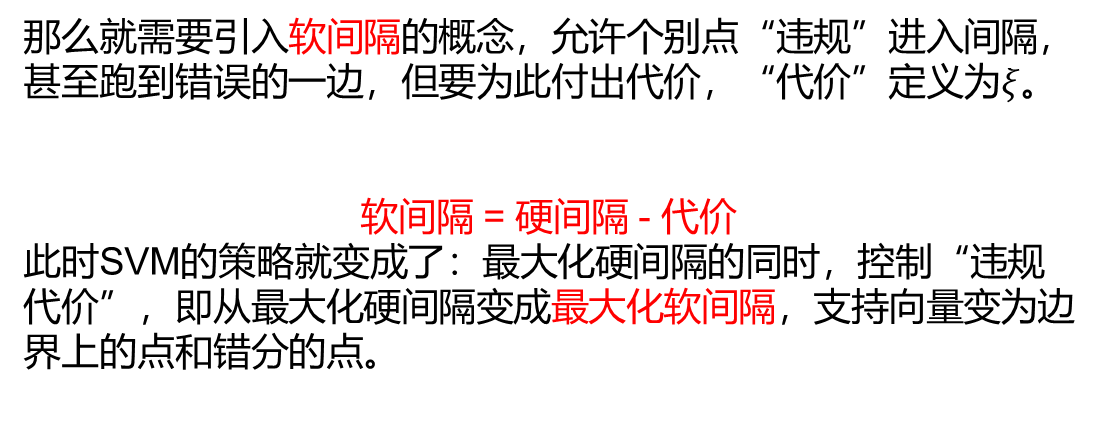 那么就需要引入软间隔的概念，允许个别点“违规”进入间隔，
甚至跑到错误的一边，但要为此付出代价，“代价”定义为ξ。
软间隔 = 硬间隔 - 代价
此时SVM的策略就变成了：最大化硬间隔的同时，控制“违规
代价”，即从最大化硬间隔变成最大化软间隔，支持向量变为边
界上的点和错分的点。